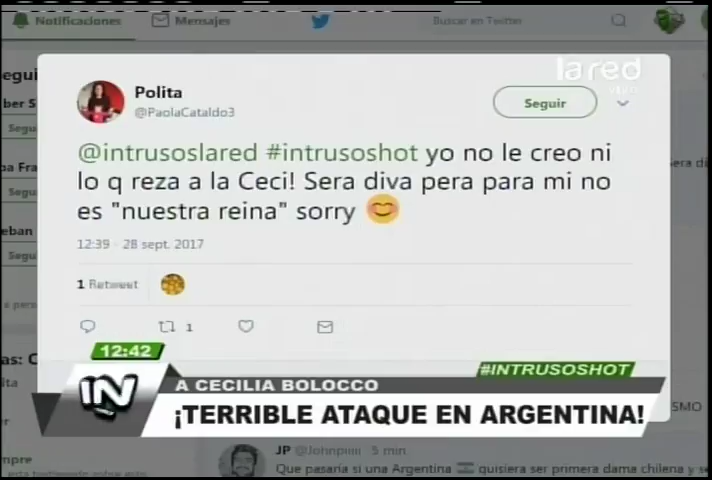 Notificaciones
Mensajes
Buscar en Twitter
la red
Polita
@PaolaCataldo3
Seguir
@intrusoslared #intrusoshot yo no le creo ni
lo q reza a la Ceci! Sera diva pera para mi no
es "nuestra reina" sorry 😊
12:39 - 28 sept. 2017
1 Retweet
1
12:42
#INTRUSOSHOT
IN
A CECILIA BOLOCCO
¡TERRIBLE ATAQUE EN ARGENTINA!
JP
5 min
Que pasaría si una Argentina 🇦🇷 quisiera ser primera dama chilena y